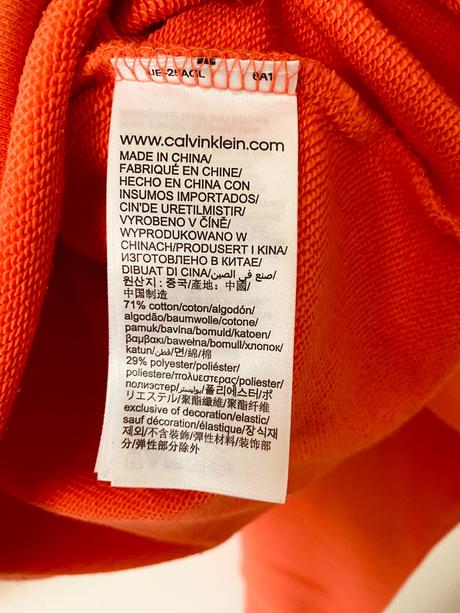 www.calvinklein.com
MADE IN CHINA/
FABRIQUÉ EN CHINE/
HECHO EN CHINA CON
INSUMOS IMPORTADOS/
CIN'DE URETILMISTIR/
VYROBENO V ČÍNĚ/
WYPRODUKOWANO W
CHINACH/PRODUSERT I KINA/
ИЗГОТОВЛЕНО В КИТАЕ/
DIBUAT DI CINA/صنع في الصين/
원산지 : 중국/產地：中國/
中国制造
71% cotton/coton/algodón/
algodão/baumwolle/cotone/
pamuk/bavlna/bomuld/katoen/
βαμβακι/bawełna/bomull/хлопок/
katun/قطن/면/綿/棉
29% polyester/poliéster/
poliestere/πολυεστερας/poliester/
полиэстер/بوليستر/폴리에스터/ポ
リエステル/聚酯纖維/聚酯纤维
exclusive of decoration/elastic/
sauf décoration/élastique/장식재
제외/不含裝飾/彈性材料/装饰部
分/弹性部分除外